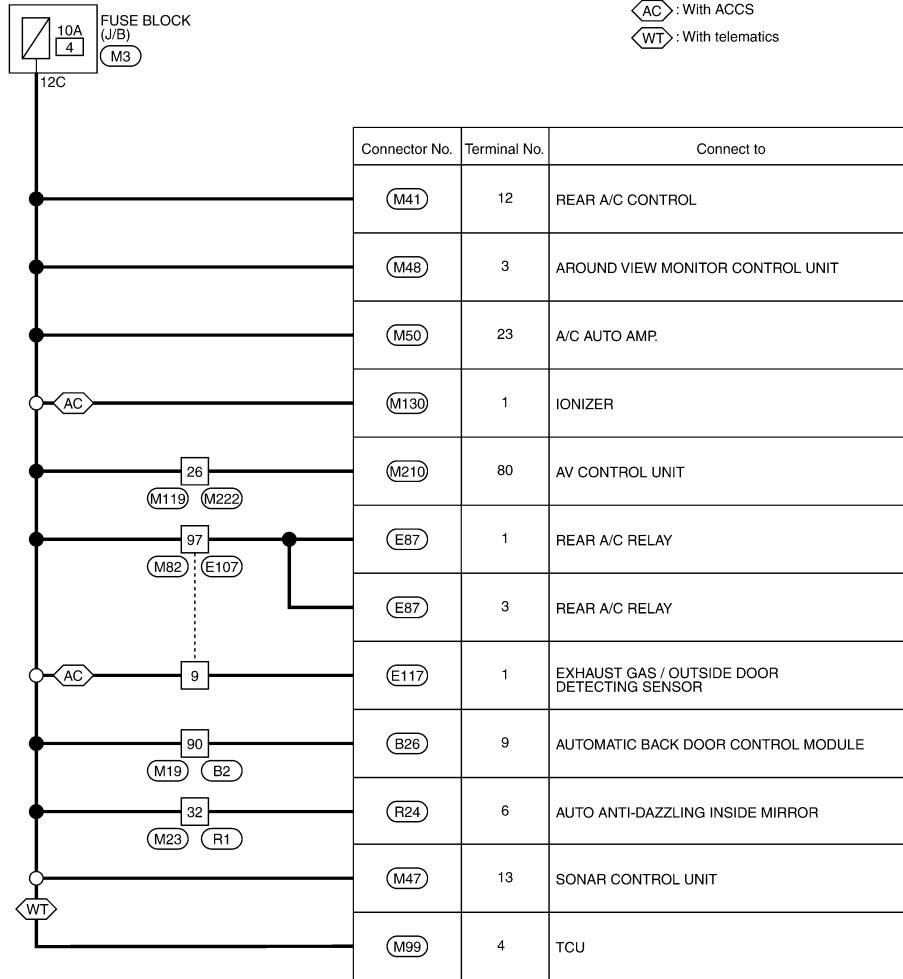 10A
4
FUSE BLOCK
(J/B)
M3
12C
AC : With ACCS
WT : With telematics
Connector No. Terminal No. Connect to
M41 12 REAR A/C CONTROL
M48 3 AROUND VIEW MONITOR CONTROL UNIT
M50 23 A/C AUTO AMP.
AC M130 1 IONIZER
26 M210 80 AV CONTROL UNIT
M119 M222
97 E87 1 REAR A/C RELAY
M82 E107
E87 3 REAR A/C RELAY
AC 9 E117 1 EXHAUST GAS / OUTSIDE DOOR
DETECTING SENSOR
90 B26 9 AUTOMATIC BACK DOOR CONTROL MODULE
M19 B2
32 R24 6 AUTO ANTI-DAZZLING INSIDE MIRROR
M23 R1
M47 13 SONAR CONTROL UNIT
WT
M99 4 TCU